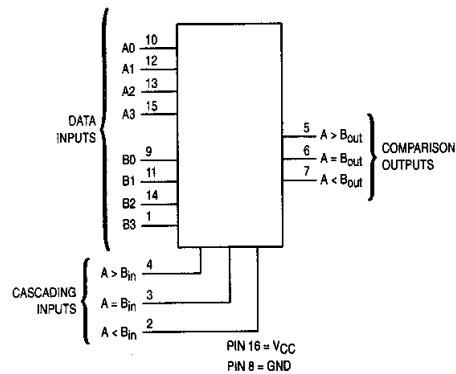 DATA
INPUTS
A0 10
A1 12
A2 13
A3 15
B0 9
B1 11
B2 14
B3 1
5 A > Bout
6 A = Bout
7 A < Bout
COMPARISON
OUTPUTS
CASCADING
INPUTS
A > Bin 4
A = Bin 3
A < Bin 2
PIN 16 = VCC
PIN 8 = GND